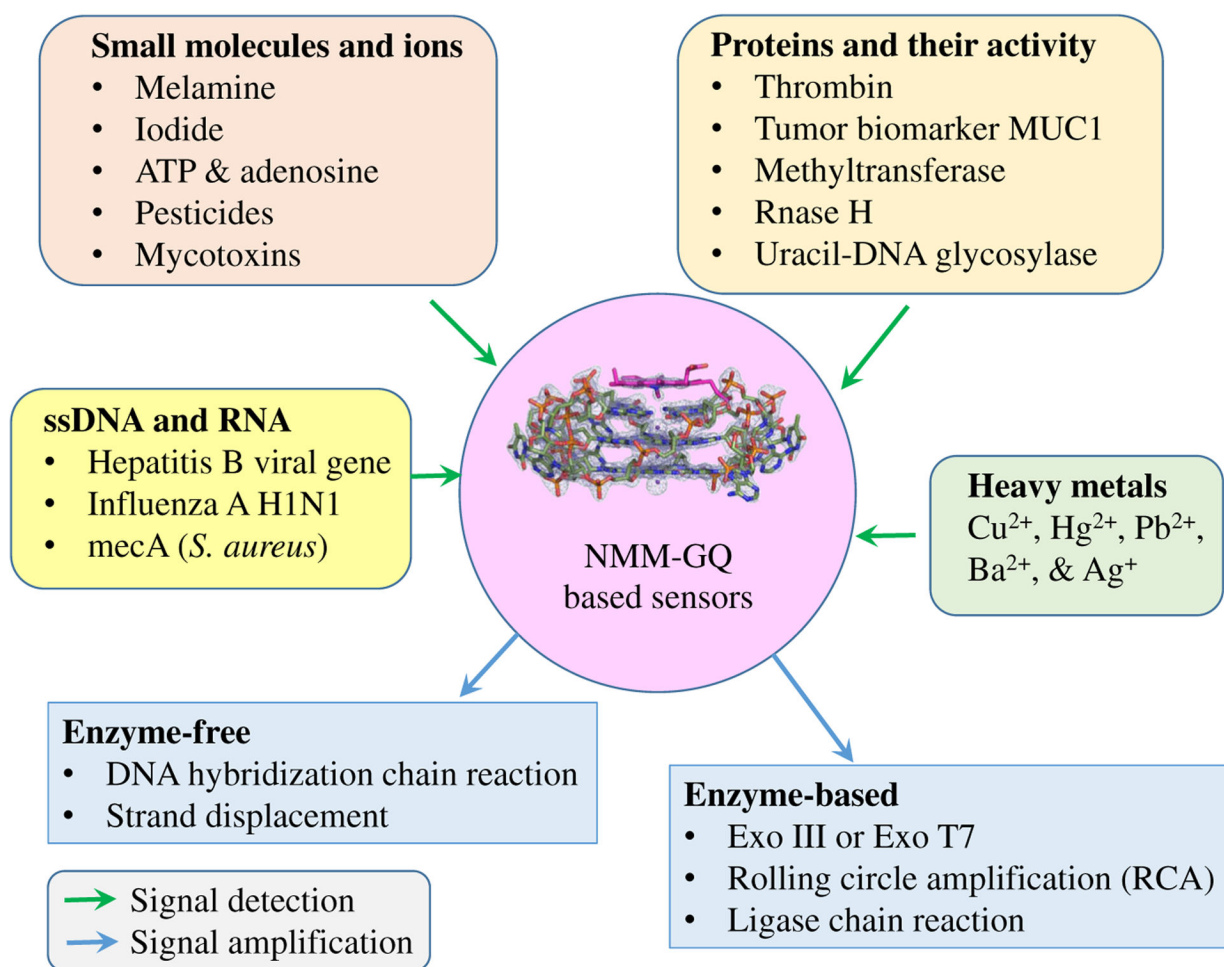 Small molecules and ions
• Melamine
• Iodide
• ATP & adenosine
• Pesticides
• Mycotoxins
Proteins and their activity
• Thrombin
• Tumor biomarker MUC1
• Methyltransferase
• Rnase H
• Uracil-DNA glycosylase
ssDNA and RNA
• Hepatitis B viral gene
• Influenza A H1N1
• mecA (S. aureus)
NMM-GQ
based sensors
Heavy metals
Cu²⁺, Hg²⁺, Pb²⁺,
Ba²⁺, & Ag⁺
Enzyme-free
• DNA hybridization chain reaction
• Strand displacement
Enzyme-based
• Exo III or Exo T7
• Rolling circle amplification (RCA)
• Ligase chain reaction
Signal detection
Signal amplification